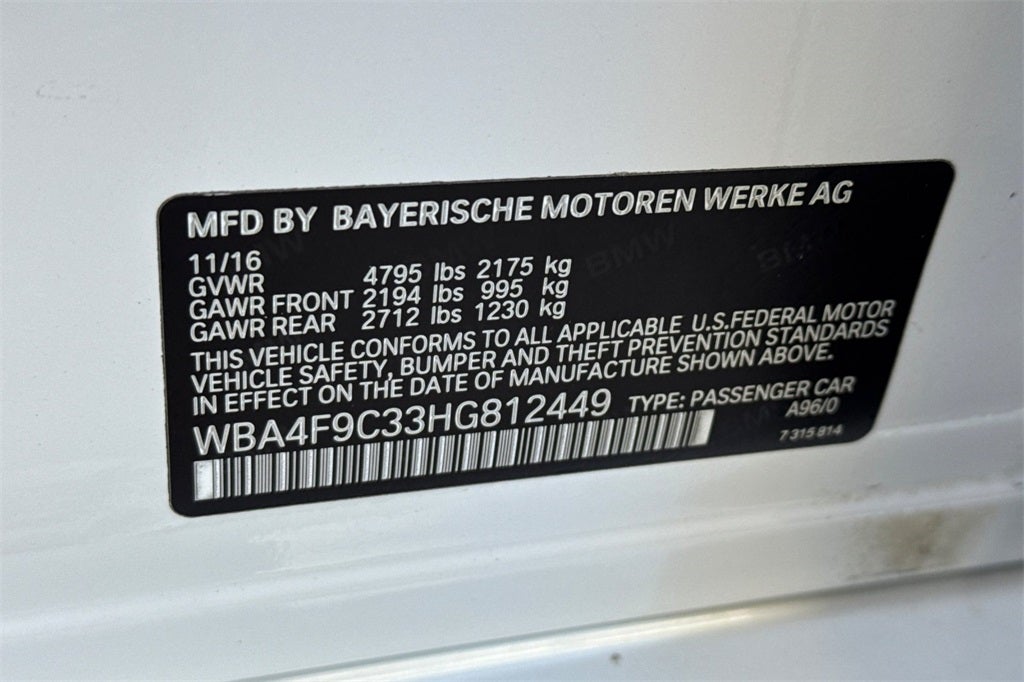 MFD BY BAYERISCHE MOTOREN WERKE AG
11/16
GVWR 4795 lbs 2175 kg
GAWR FRONT 2194 lbs 995 kg
GAWR REAR 2712 lbs 1230 kg
THIS VEHICLE CONFORMS TO ALL APPLICABLE U.S.FEDERAL MOTOR
VEHICLE SAFETY, BUMPER AND THEFT PREVENTION STANDARDS
IN EFFECT ON THE DATE OF MANUFACTURE SHOWN ABOVE.
WBA4F9C33HG812449 TYPE: PASSENGER CAR
A96/0
7 315 814
BMW
BMW